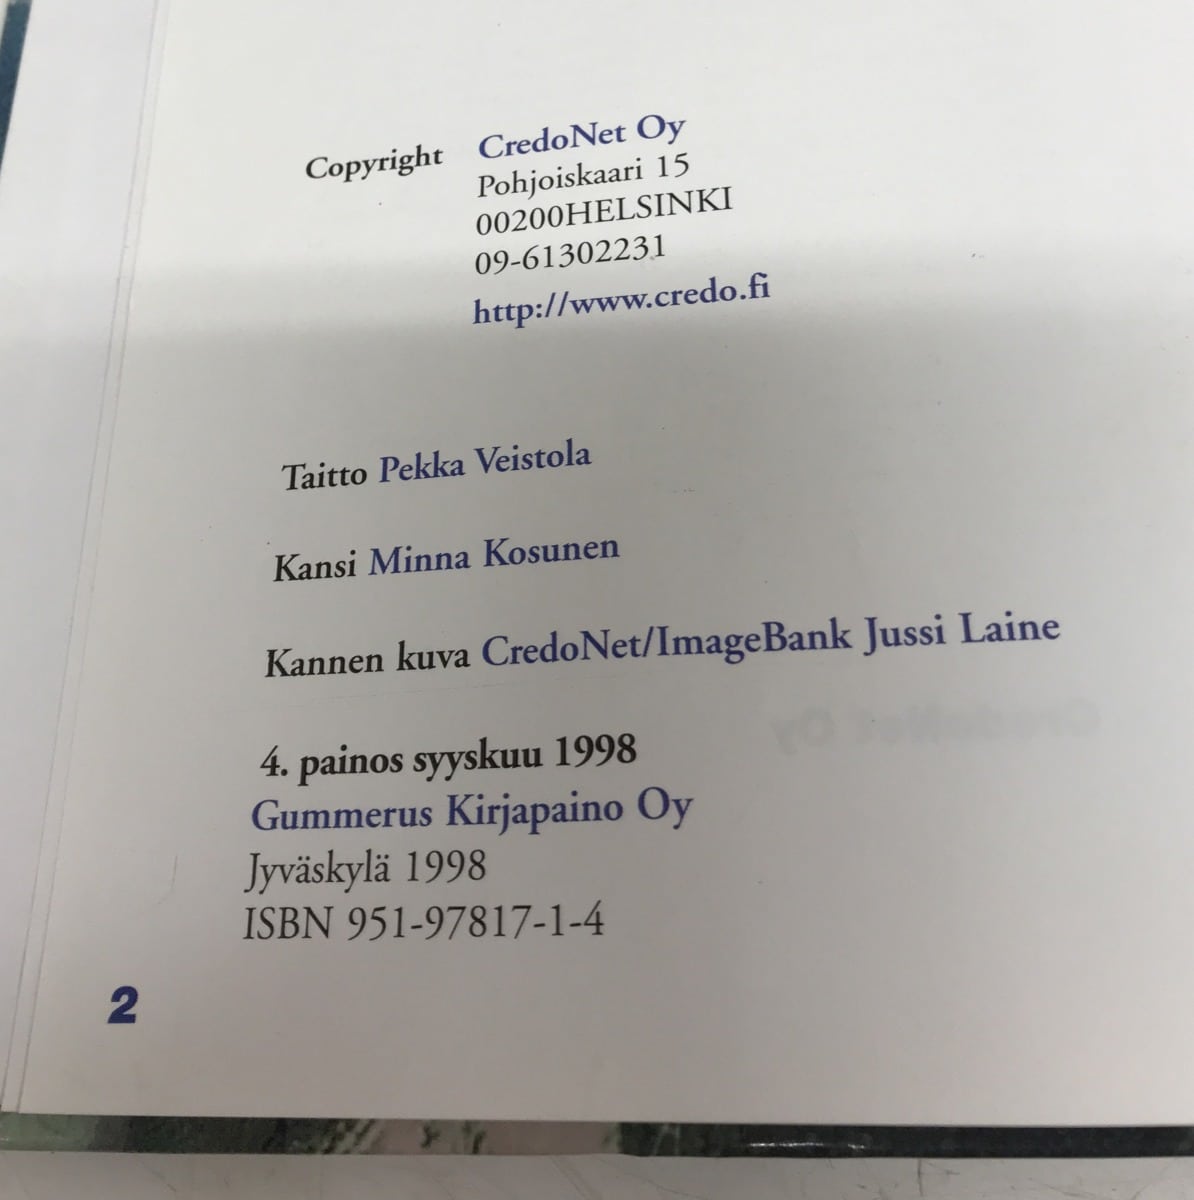 Copyright CredoNet Oy
Pohjoiskaari 15
00200HELSINKI
09-61302231
http://www.credo.fi
Taitto Pekka Veistola
Kansi Minna Kosunen
Kannen kuva CredoNet/ImageBank Jussi Laine
4. painos syyskuu 1998
Gummerus Kirjapaino Oy
Jyväskylä 1998
ISBN 951-97817-1-4
2